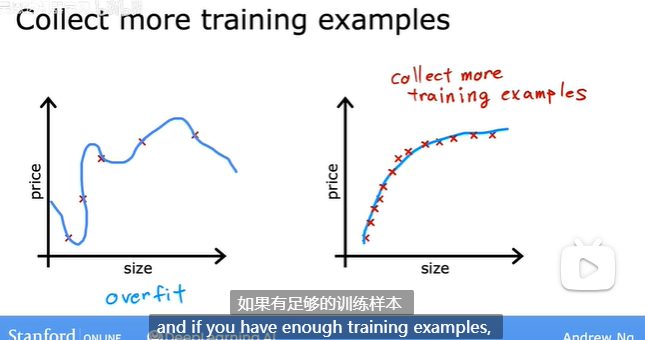 Collect more training examples
collect more
training examples
price
size
overfit
price
size
如果有足够的训练样本
and if you have enough training examples,
Stanford ONLINE
DeepLearning.AI
Andrew Ng